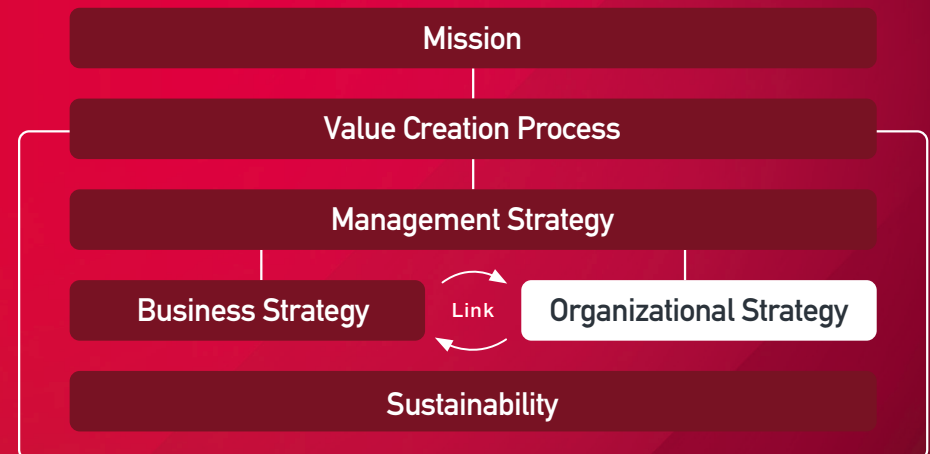 Mission
Value Creation Process
Management Strategy
Business Strategy
Link
Organizational Strategy
Sustainability